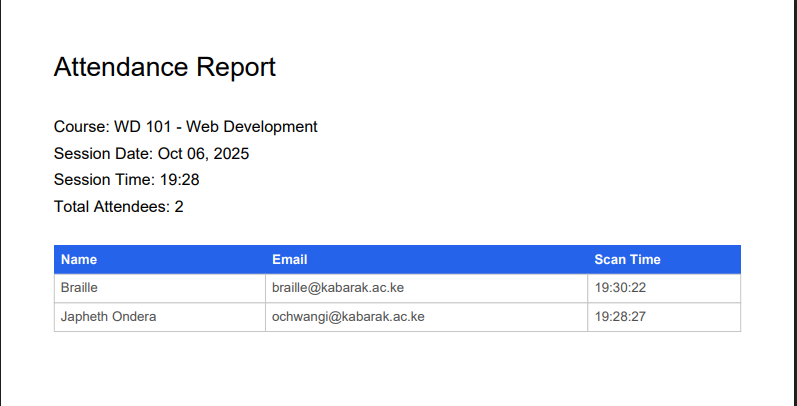 Attendance Report
Course: WD 101 - Web Development
Session Date: Oct 06, 2025
Session Time: 19:28
Total Attendees: 2
Name Email Scan Time
Braille braille@kabarak.ac.ke 19:30:22
Japheth Ondera ochwangi@kabarak.ac.ke 19:28:27